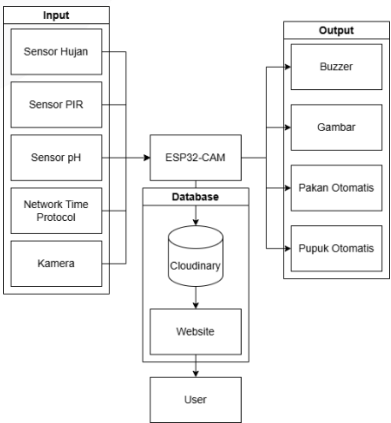 Input
Sensor Hujan
Sensor PIR
Sensor pH
Network Time
Protocol
Kamera
ESP32-CAM
Database
Cloudinary
Website
User
Output
Buzzer
Gambar
Pakan Otomatis
Pupuk Otomatis